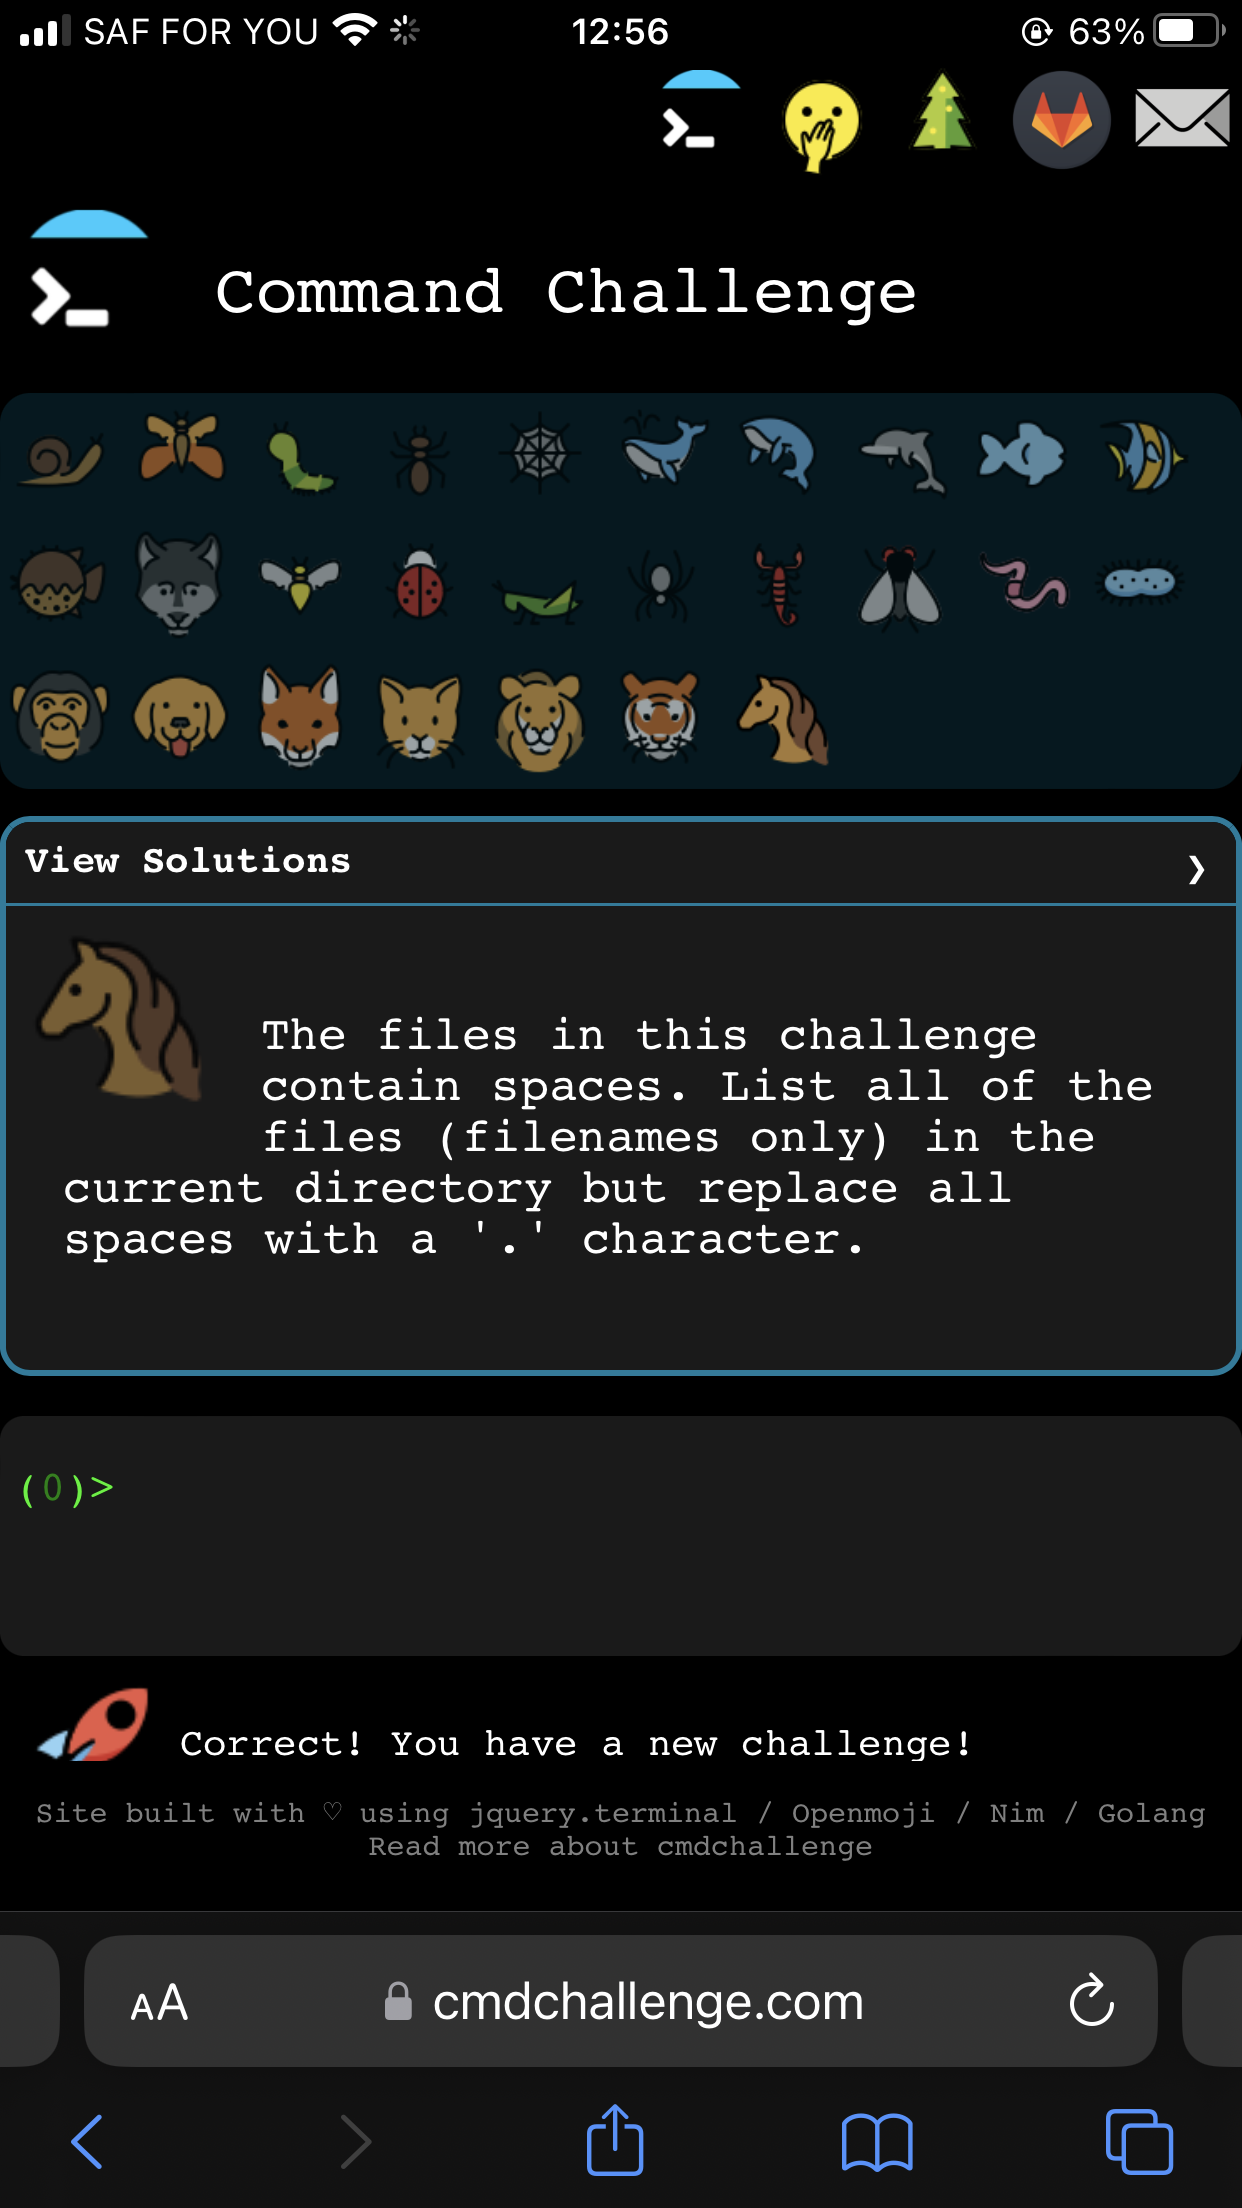 SAF FOR YOU 12:56 63%
Command Challenge
View Solutions ❯
The files in this challenge
contain spaces. List all of the
files (filenames only) in the
current directory but replace all
spaces with a '.' character.
(0)>
Correct! You have a new challenge!
Site built with ♡ using jquery.terminal / Openmoji / Nim / Golang
Read more about cmdchallenge
AA cmdchallenge.com